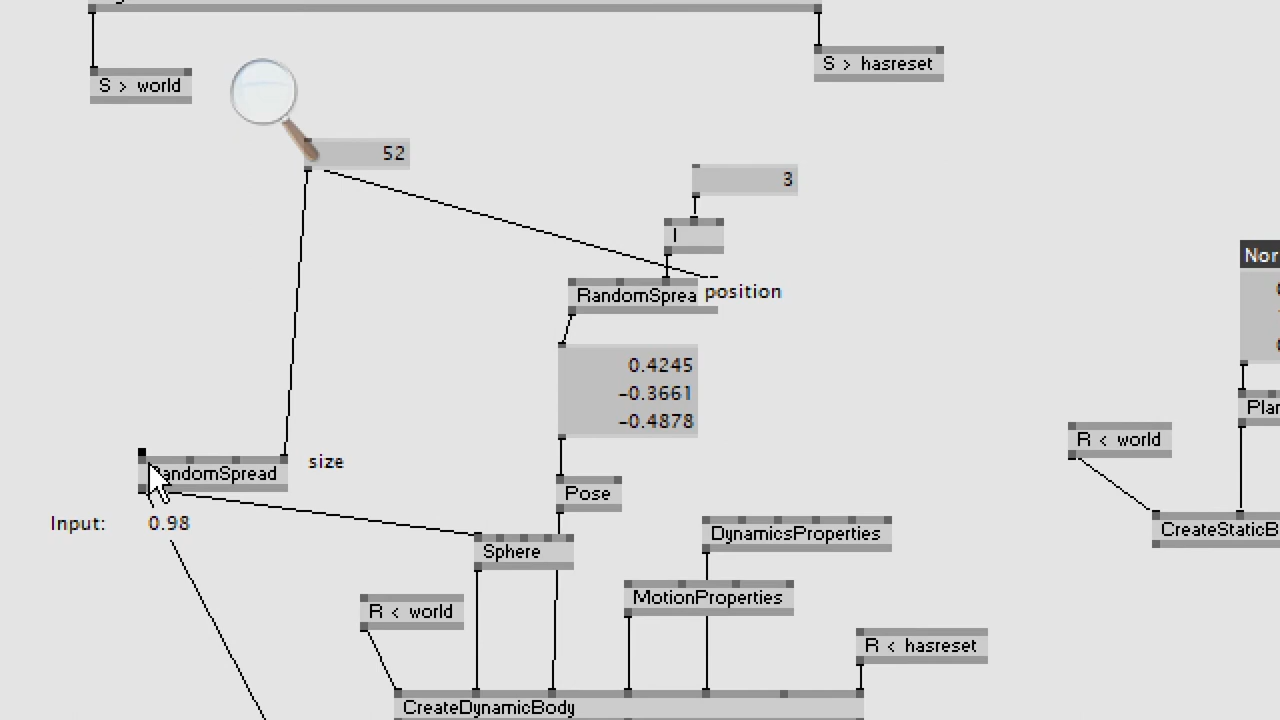 S > world
S > hasreset
52
3
I
RandomSprea
position
0.4245
-0.3661
-0.4878
Nor
Plar
R < world
CreateStaticB
andomSpread
size
Input: 0.98
Pose
DynamicsProperties
Sphere
MotionProperties
R < world
R < hasreset
CreateDynamicBody